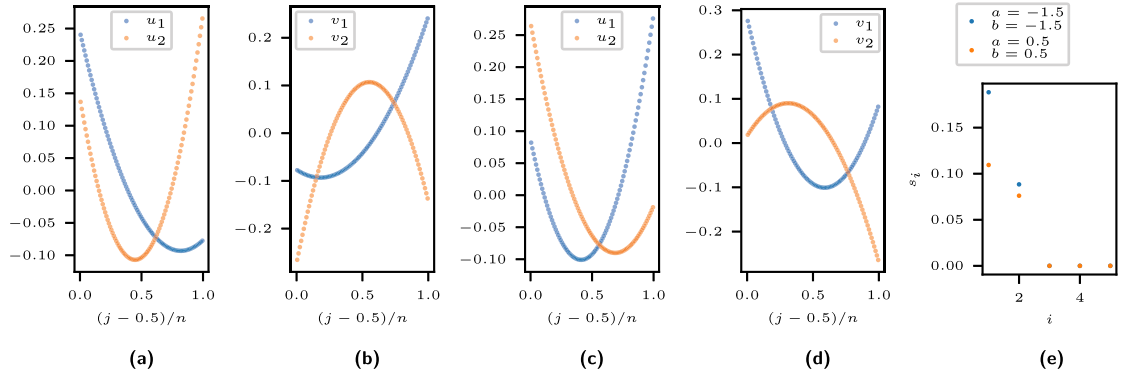 u1
u2
0.25
0.20
0.15
0.10
0.05
0.00
−0.05
−0.10
0.0 0.5 1.0
(j − 0.5)/n
(a)
v1
v2
0.2
0.1
0.0
−0.1
−0.2
0.0 0.5 1.0
(j − 0.5)/n
(b)
u1
u2
0.25
0.20
0.15
0.10
0.05
0.00
−0.05
−0.10
0.0 0.5 1.0
(j − 0.5)/n
(c)
v1
v2
0.3
0.2
0.1
0.0
−0.1
−0.2
0.0 0.5 1.0
(j − 0.5)/n
(d)
a = −1.5
b = −1.5
a = 0.5
b = 0.5
si
0.15
0.10
0.05
0.00
2 4
i
(e)